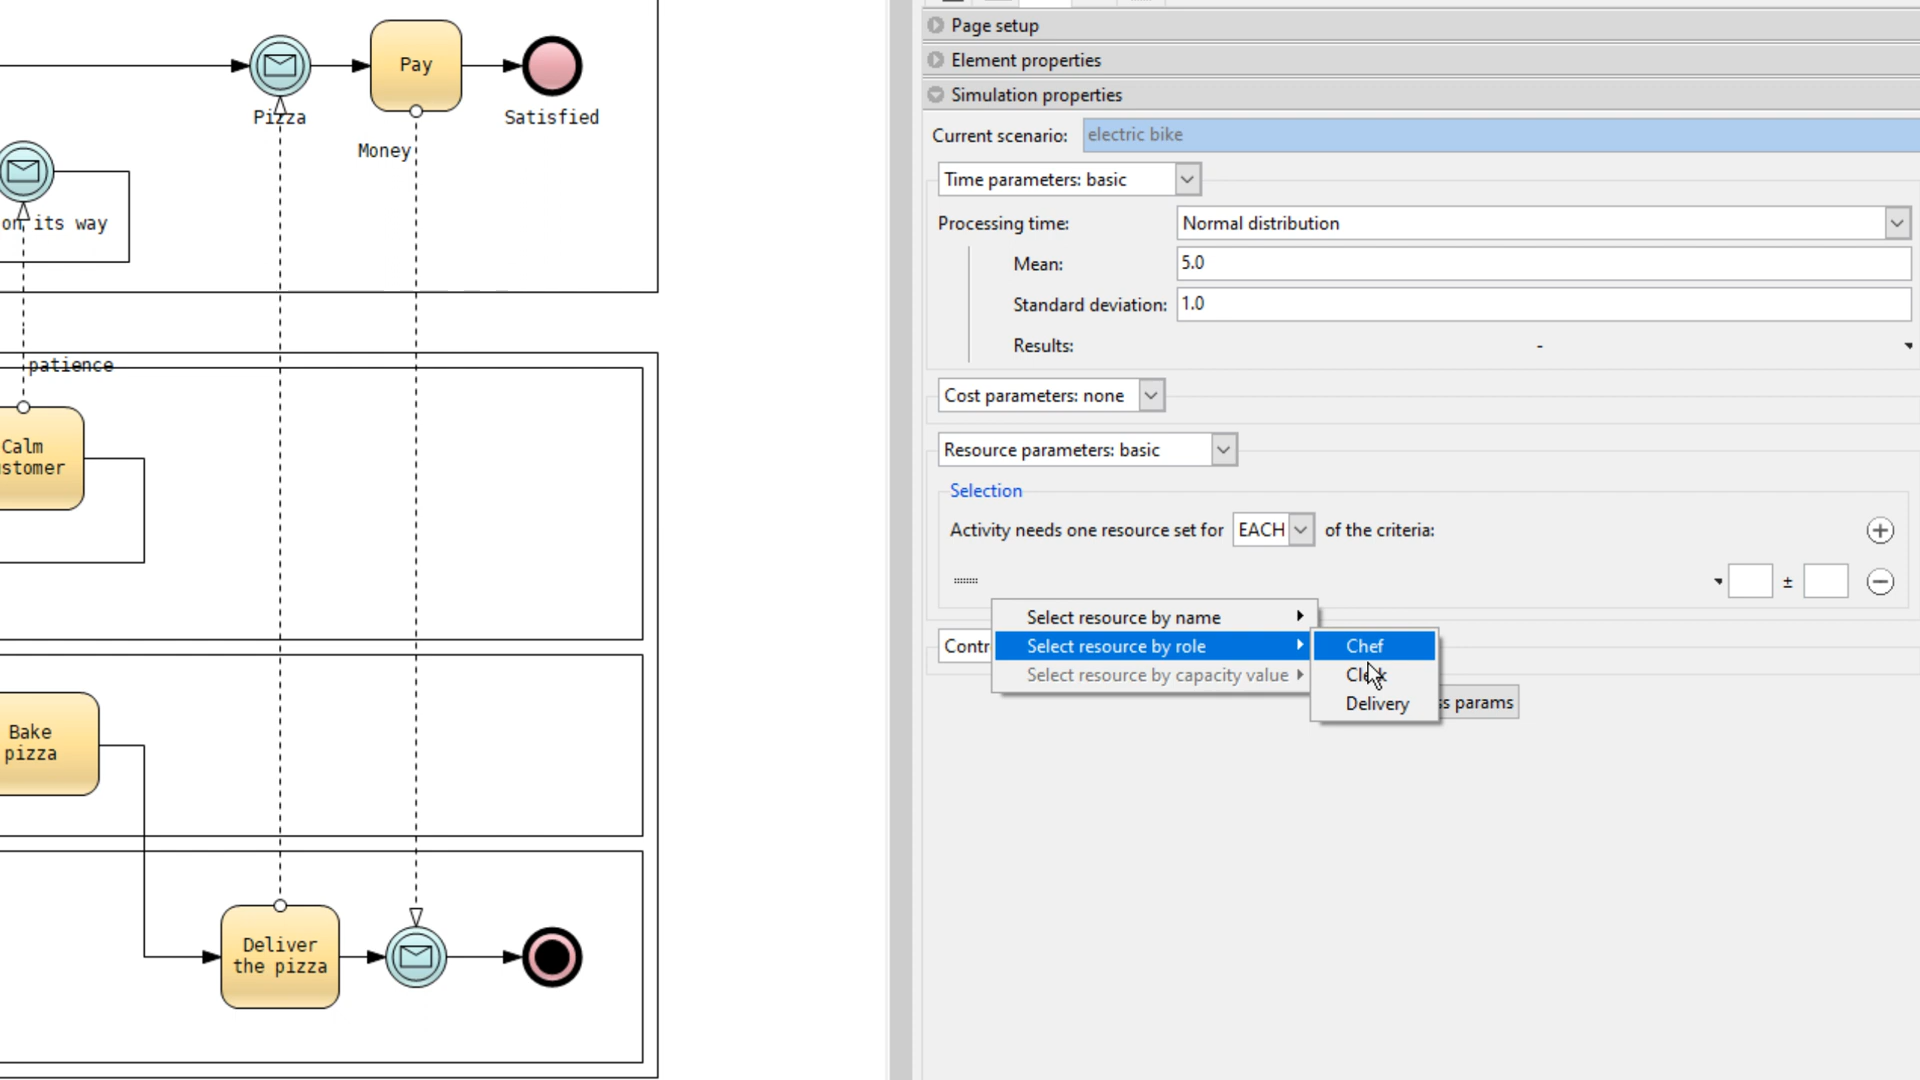 Pay
Pizza
Satisfied
Money
on its way
patience
Calm
stomer
Bake
pizza
Deliver
the pizza
Page setup
Element properties
Simulation properties
Current scenario: electric bike
Time parameters: basic
Processing time: Normal distribution
Mean: 5.0
Standard deviation: 1.0
Results: -
Cost parameters: none
Resource parameters: basic
Selection
Activity needs one resource set for EACH of the criteria:
±
Select resource by name
Contr Select resource by role Chef
Select resource by capacity value Clerk
Delivery s params